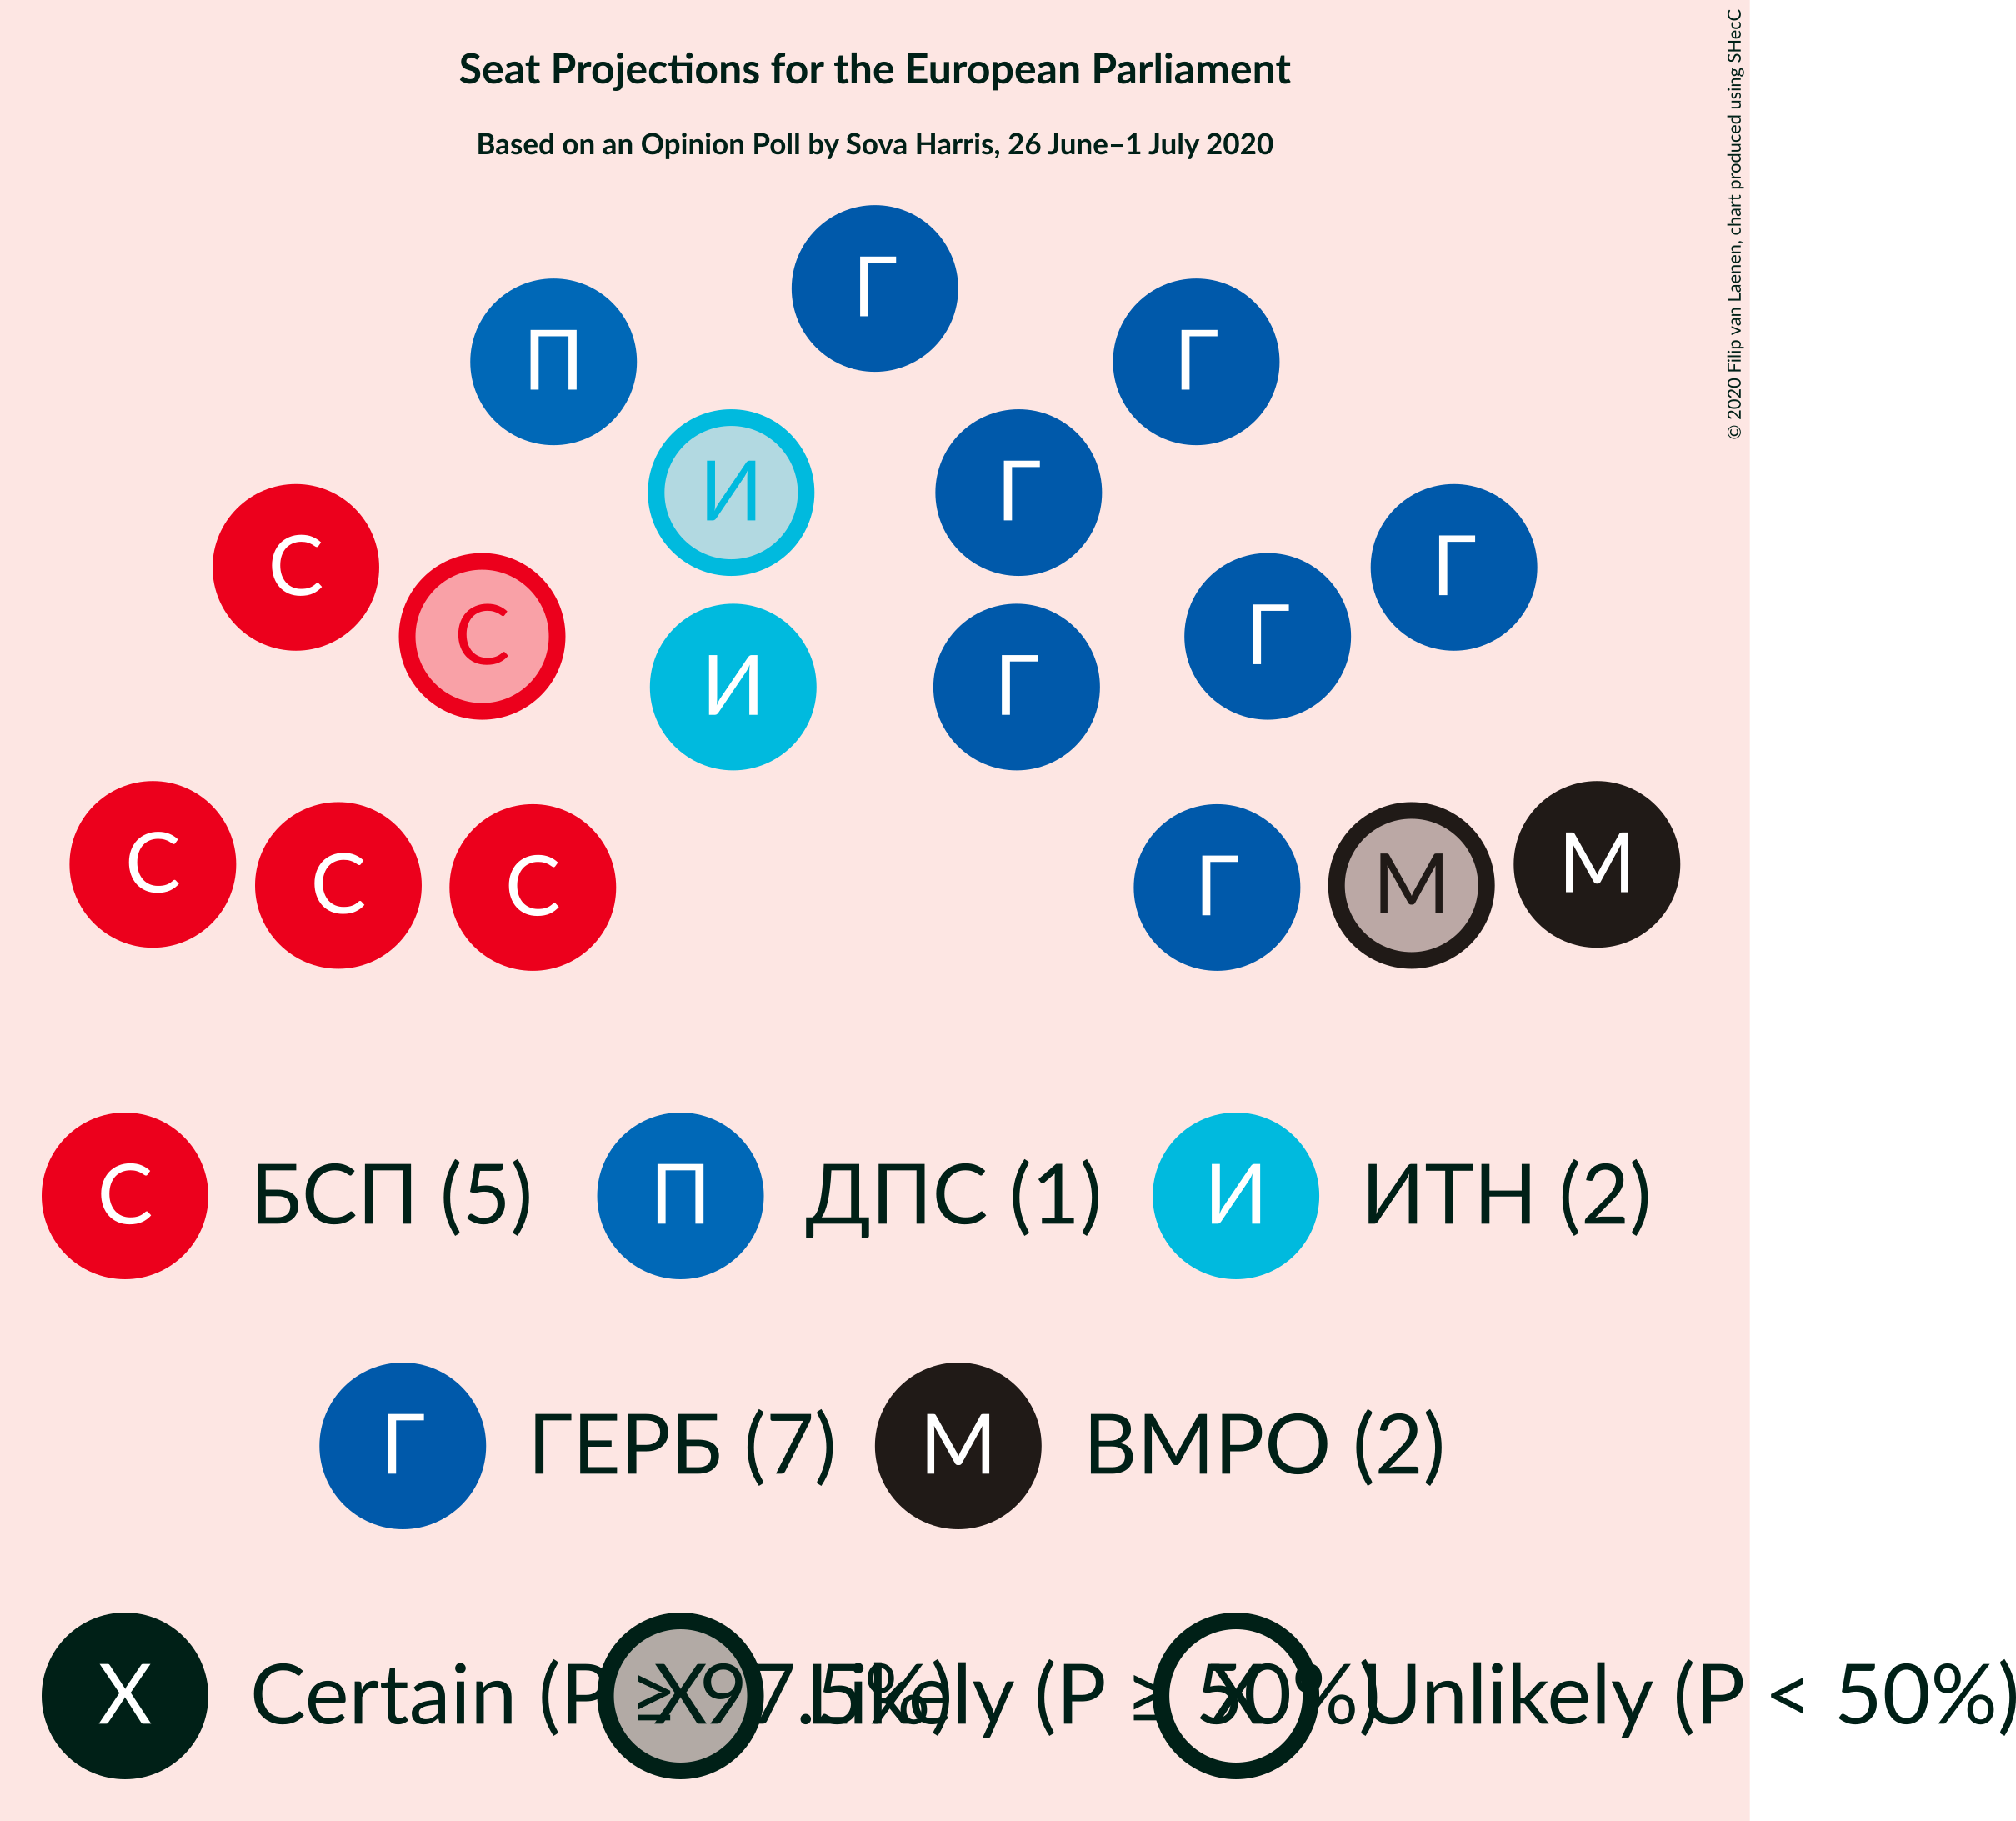 Seat Projections for the European Parliament
Based on an Opinion Poll by Sova Harris, 26 June–1 July 2020
© 2020 Filip van Laenen, chart produced using SHecC
Г
П Г
И Г
С Г
С Г
И Г
С М
С М
С Г
С БСП (5) П ДПС (1) И ИТН (2)
Г ГЕРБ (7) М ВМРО (2)
X Certain (P ≥ 97.5%) X Likely (P ≥ 50%) X Unlikely (P < 50%)